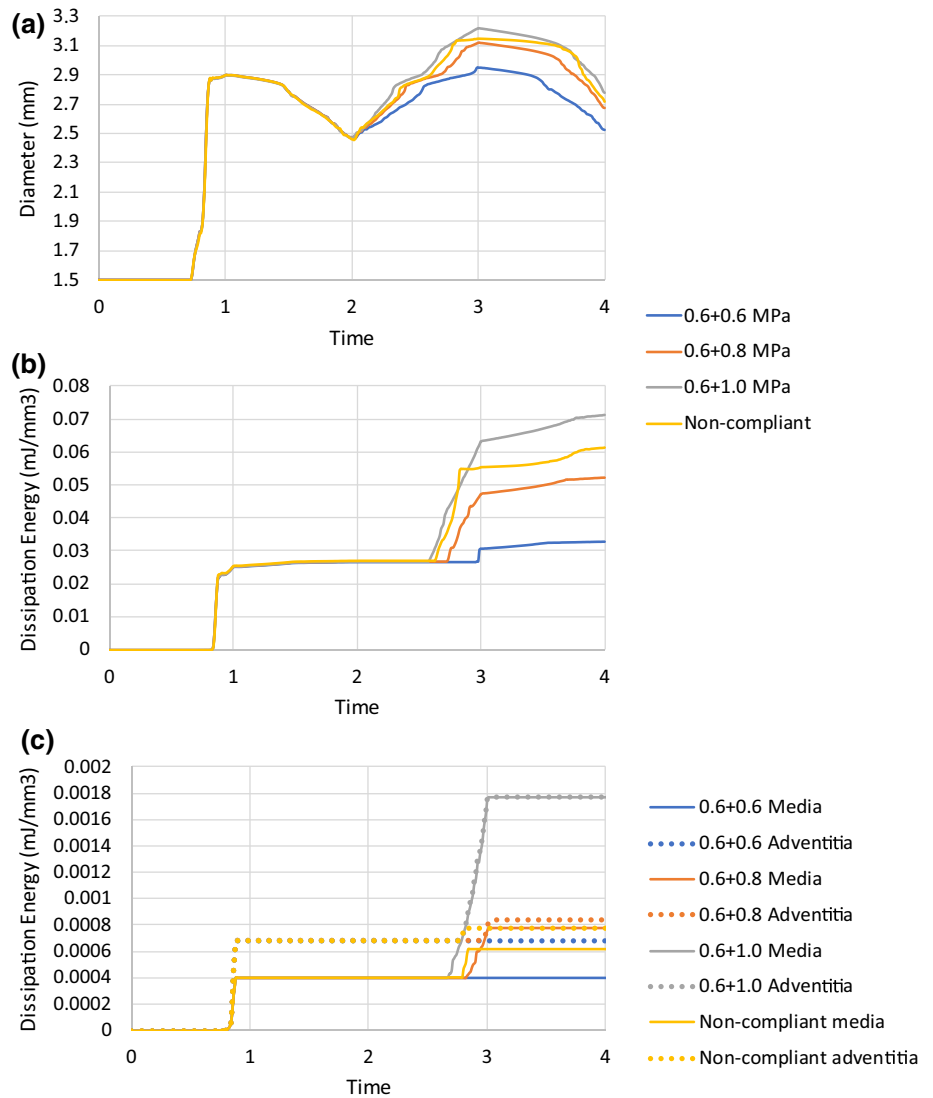 (a)
3.3
3.1
2.9
2.7
2.5
2.3
2.1
1.9
1.7
1.5
Diameter (mm)
0 1 2 3 4
Time
0.6+0.6 MPa
0.6+0.8 MPa
0.6+1.0 MPa
Non-compliant
(b)
0.08
0.07
0.06
0.05
0.04
0.03
0.02
0.01
0
Dissipation Energy (mJ/mm3)
0 1 2 3 4
Time
(c)
0.002
0.0018
0.0016
0.0014
0.0012
0.001
0.0008
0.0006
0.0004
0.0002
0
Dissipation Energy (mJ/mm3)
0 1 2 3 4
Time
0.6+0.6 Media
0.6+0.6 Adventitia
0.6+0.8 Media
0.6+0.8 Adventitia
0.6+1.0 Media
0.6+1.0 Adventitia
Non-compliant media
Non-compliant adventitia